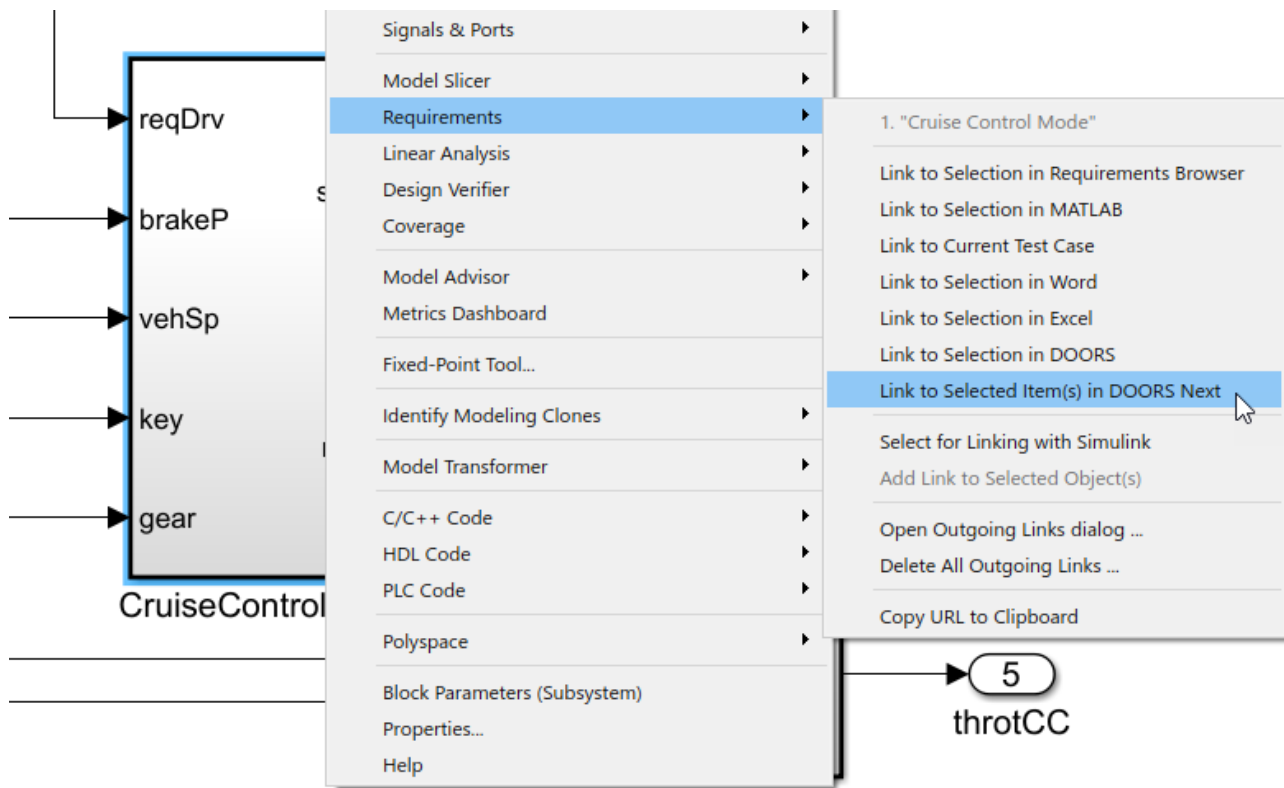 reqDrv
brakeP
vehSp
key
gear
CruiseControl
Signals & Ports
Model Slicer
Requirements
Linear Analysis
Design Verifier
Coverage
Model Advisor
Metrics Dashboard
Fixed-Point Tool...
Identify Modeling Clones
Model Transformer
C/C++ Code
HDL Code
PLC Code
Polyspace
Block Parameters (Subsystem)
Properties...
Help
1. "Cruise Control Mode"
Link to Selection in Requirements Browser
Link to Selection in MATLAB
Link to Current Test Case
Link to Selection in Word
Link to Selection in Excel
Link to Selection in DOORS
Link to Selected Item(s) in DOORS Next
Select for Linking with Simulink
Add Link to Selected Object(s)
Open Outgoing Links dialog ...
Delete All Outgoing Links ...
Copy URL to Clipboard
5
throtCC